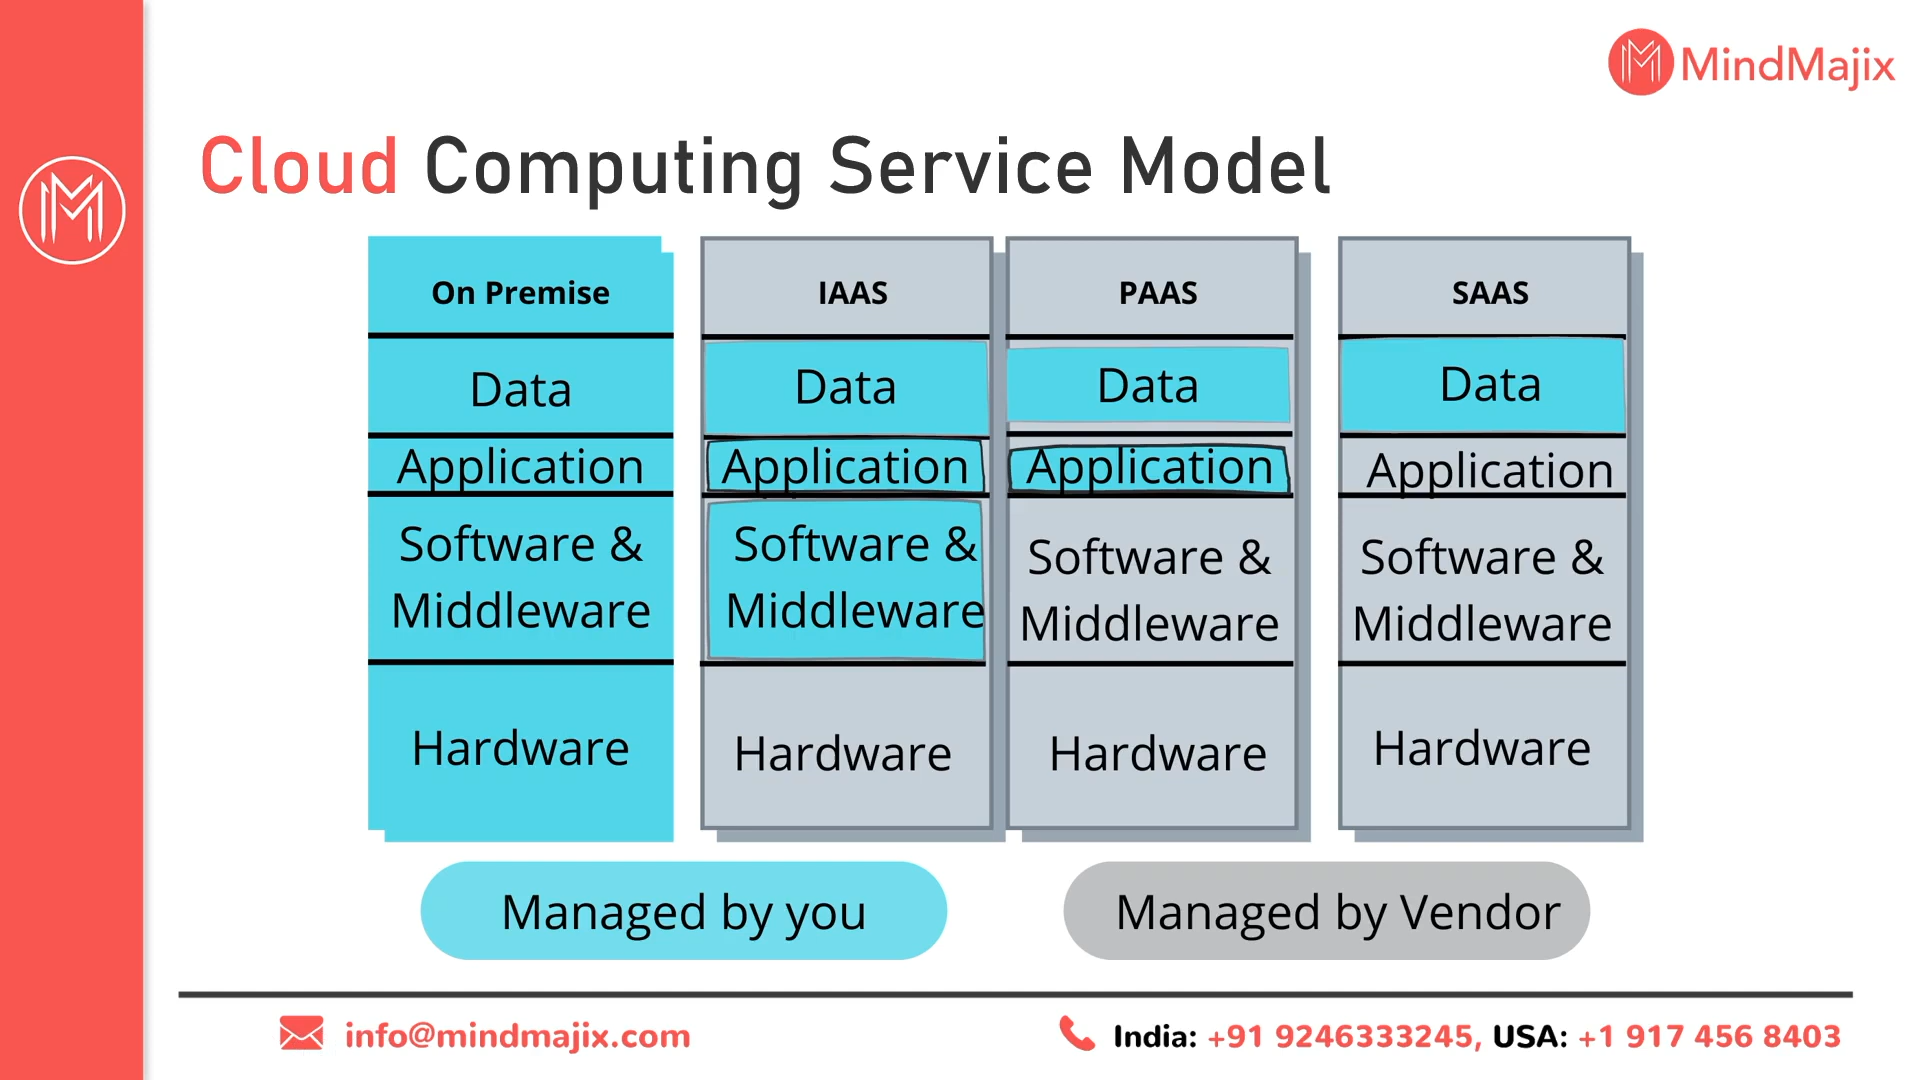 MindMajix
Cloud Computing Service Model
On Premise
IAAS
PAAS
SAAS
Data
Data
Data
Data
Application
Application
Application
Application
Software &
Middleware
Software &
Middleware
Software &
Middleware
Software &
Middleware
Hardware
Hardware
Hardware
Hardware
Managed by you
Managed by Vendor
info@mindmajix.com
India: +91 9246333245, USA: +1 917 456 8403